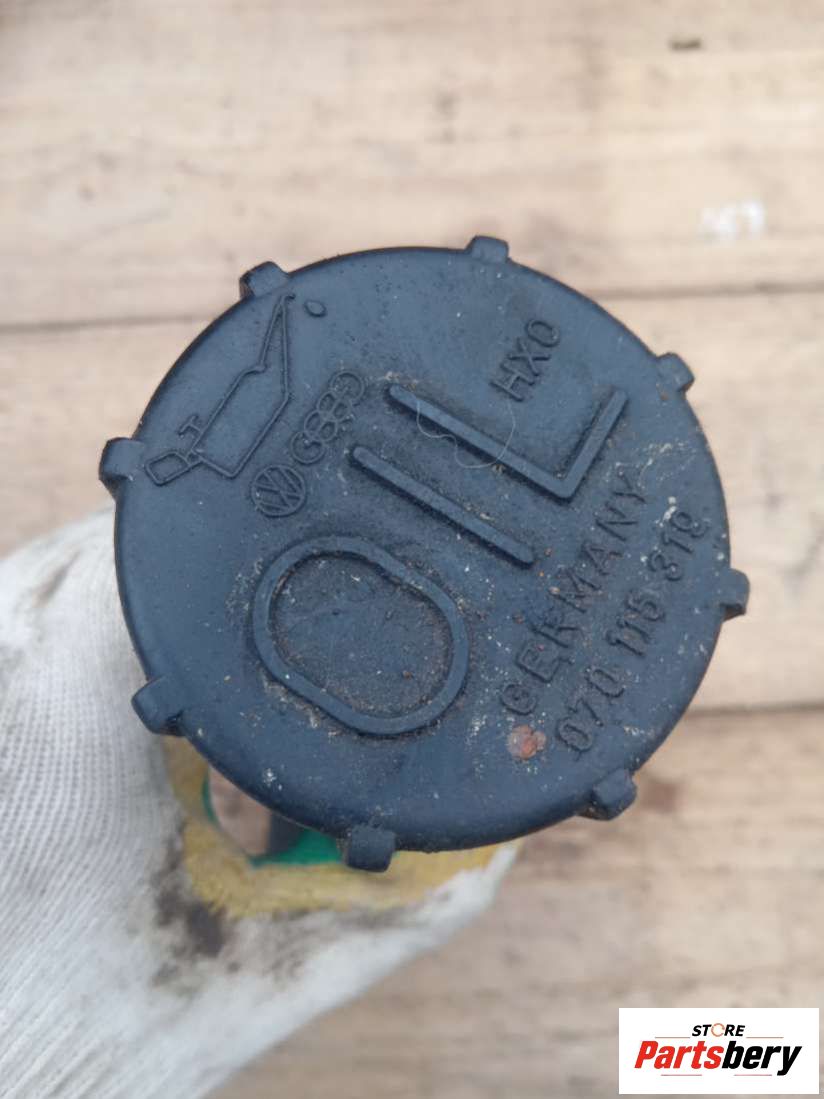 HXO
OIL
GERMANY
070 115 319
STORE
Partsbery